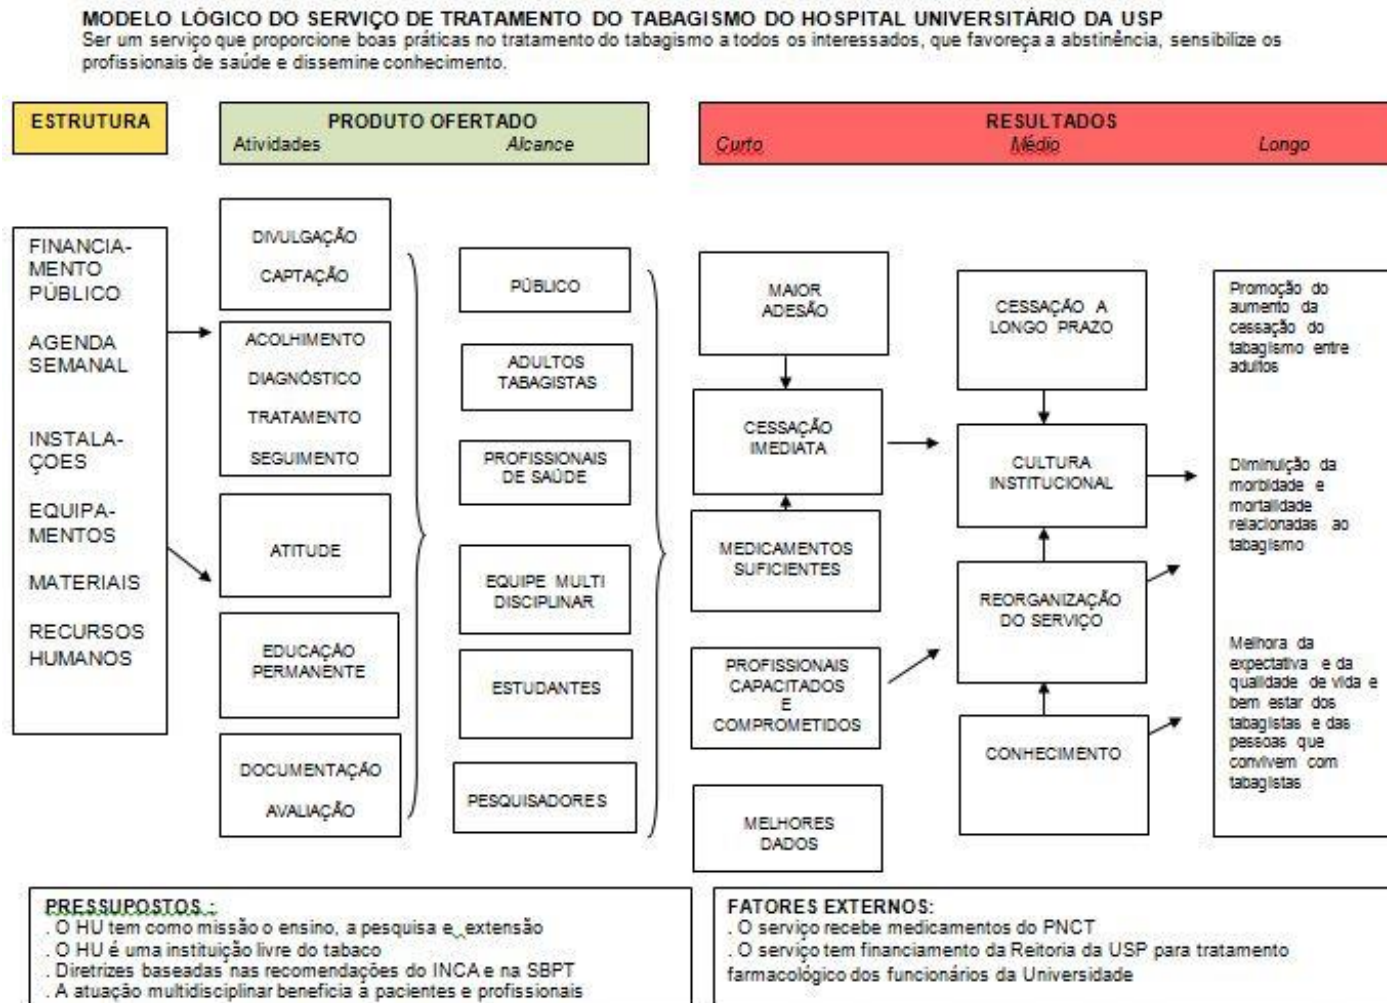 MODELO LÓGICO DO SERVIÇO DE TRATAMENTO DO TABAGISMO DO HOSPITAL UNIVERSITÁRIO DA USP
Ser um serviço que proporcione boas práticas no tratamento do tabagismo a todos os interessados, que favoreça a abstinência, sensibilize os
profissionais de saúde e dissemine conhecimento.
ESTRUTURA
PRODUTO OFERTADO
Atividades
Alcance
RESULTADOS
Curto
Médio
Longo
FINANCIA-
MENTO
PÚBLICO
AGENDA
SEMANAL
INSTALA-
ÇOES
EQUIPA-
MENTOS
MATERIAIS
RECURSOS
HUMANOS
DIVULGAÇÃO
CAPTAÇÃO
ACOLHIMENTO
DIAGNÓSTICO
TRATAMENTO
SEGUIMENTO
ATITUDE
EDUCAÇÃO
PERMANENTE
DOCUMENTAÇÃO
AVALIAÇÃO
PÚBLICO
ADULTOS
TABAGISTAS
PROFISSIONAIS
DE SAÚDE
EQUIPE MULTI
DISCIPLINAR
ESTUDANTES
PESQUISADORES
MAIOR
ADESÃO
CESSAÇÃO
IMEDIATA
MEDICAMENTOS
SUFICIENTES
PROFISSIONAIS
CAPACITADOS
E
COMPROMETIDOS
MELHORES
DADOS
CESSAÇÃO A
LONGO PRAZO
CULTURA
INSTITUCIONAL
REORGANIZAÇÃO
DO SERVIÇO
CONHECIMENTO
Promoção do
aumento da
cessação do
tabagismo entre
adultos
Diminuição da
morbidade e
mortalidade
relacionadas ao
tabagismo
Melhora da
expectativa e da
qualidade de vida e
bem estar dos
tabagistas e das
pessoas que
convivem com
tabagistas
PRESSUPOSTOS :
. O HU tem como missão o ensino, a pesquisa e extensão
. O HU é uma instituição livre do tabaco
. Diretrizes baseadas nas recomendações do INCA e na SBPT
. A atuação multidisciplinar beneficia à pacientes e profissionais
FATORES EXTERNOS:
. O serviço recebe medicamentos do PNCT
. O serviço tem financiamento da Reitoria da USP para tratamento
farmacológico dos funcionários da Universidade